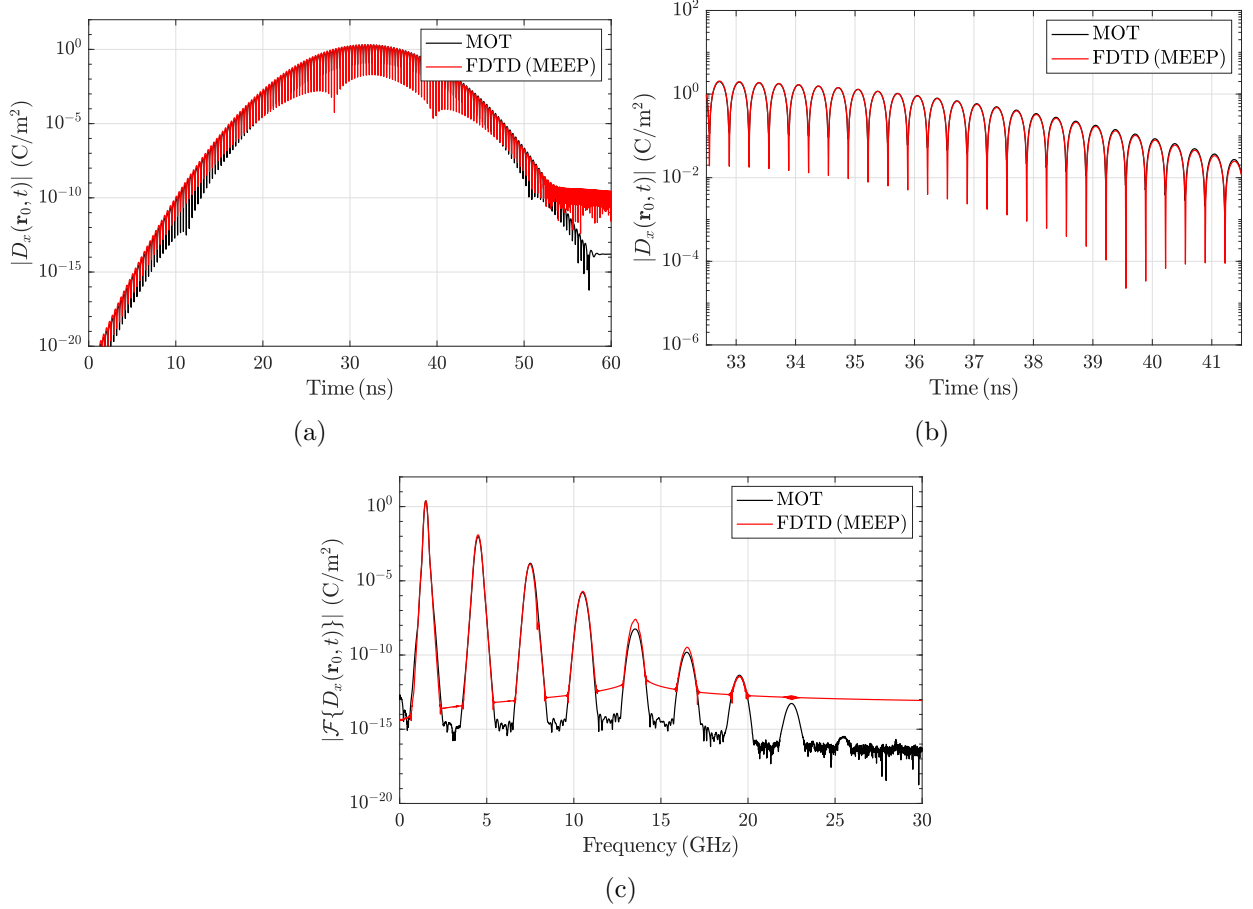 10^0
10^-5
10^-10
10^-15
10^-20
|D_x(r_0, t)| (C/m^2)
MOT
FDTD (MEEP)
0 10 20 30 40 50 60
Time (ns)
(a)
10^2
10^0
10^-2
10^-4
10^-6
|D_x(r_0, t)| (C/m^2)
MOT
FDTD (MEEP)
33 34 35 36 37 38 39 40 41
Time (ns)
(b)
10^0
10^-5
10^-10
10^-15
10^-20
|ℱ{D_x(r_0, t)}| (C/m^2)
MOT
FDTD (MEEP)
0 5 10 15 20 25 30
Frequency (GHz)
(c)